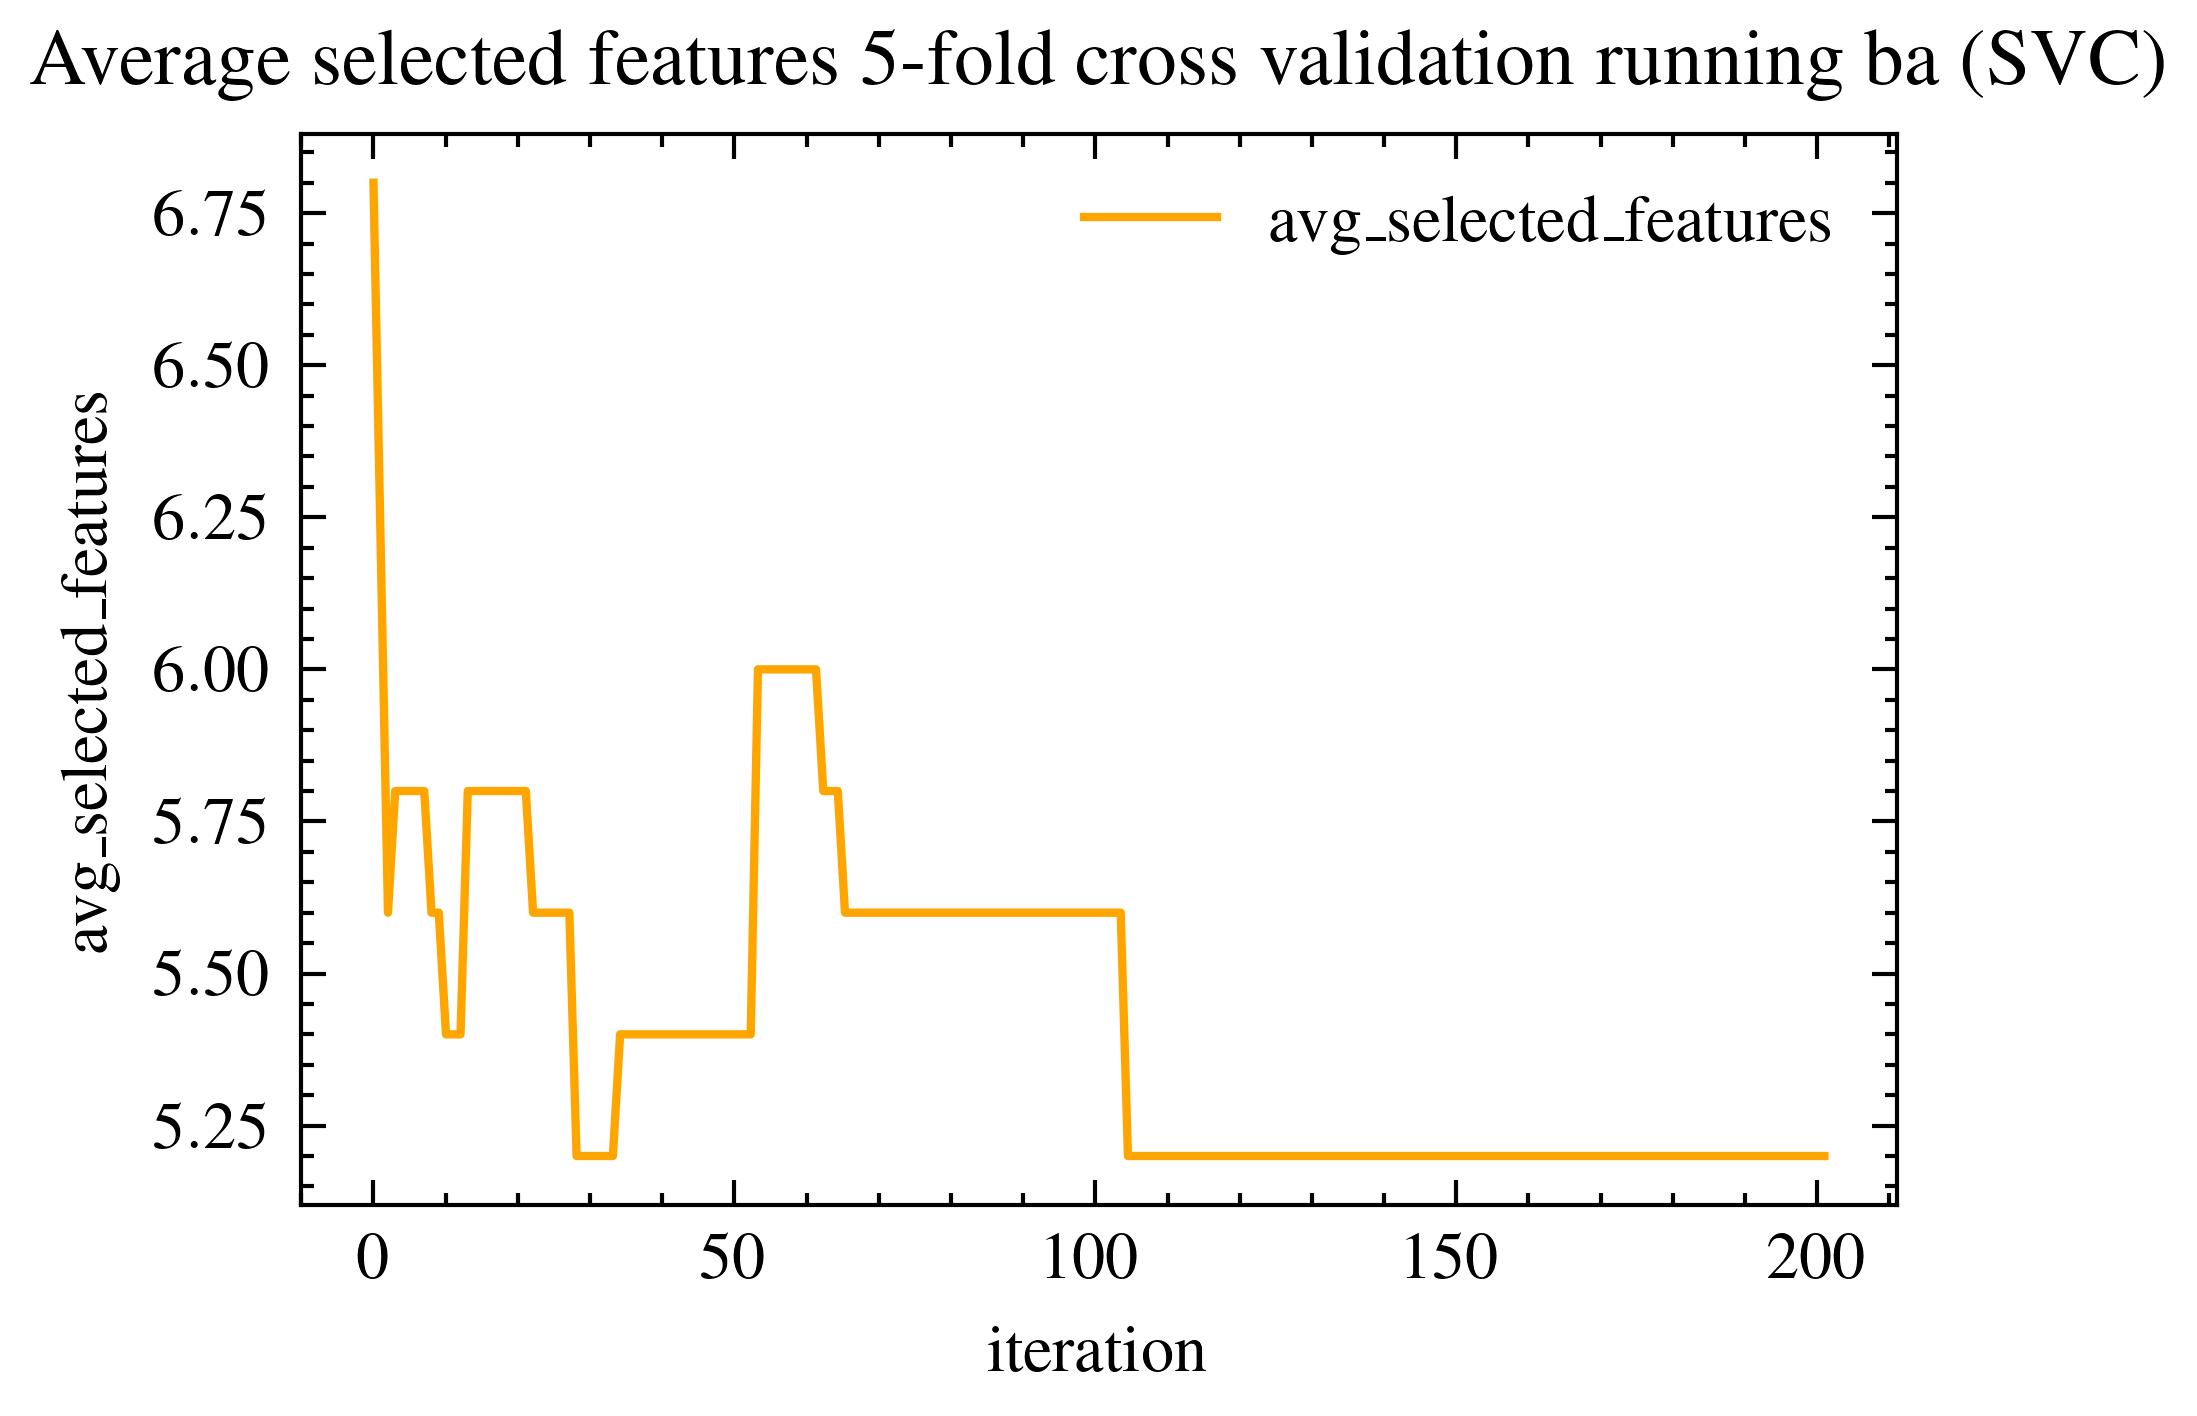 Average selected features 5-fold cross validation running ba (SVC)
avg_selected_features
avg_selected_features
6.75
6.50
6.25
6.00
5.75
5.50
5.25
0 50 100 150 200
iteration